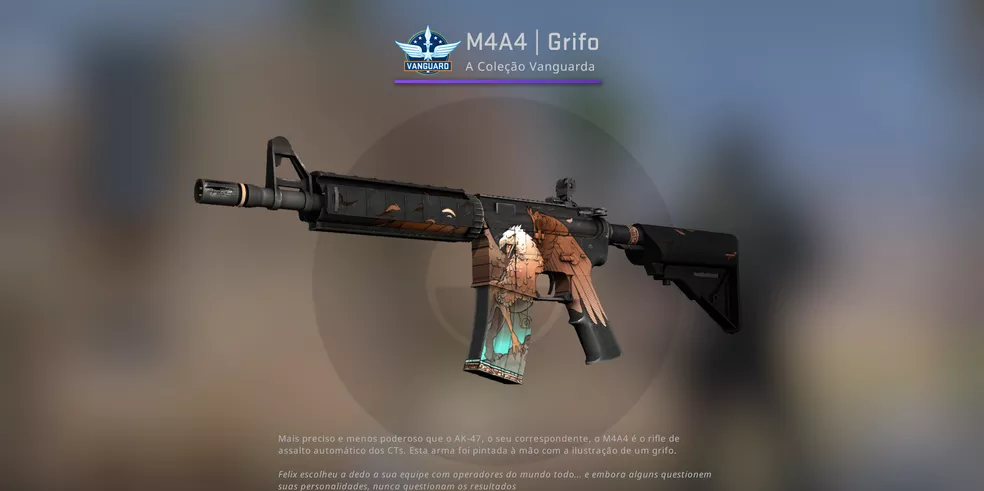 M4A4 | Grifo
VANGUARD
A Coleção Vanguarda
Mais preciso e menos poderoso que o AK-47, o seu correspondente, o M4A4 é o rifle de
assalto automático dos CTs. Esta arma foi pintada à mão com a ilustração de um grifo.
Felix escolheu a dedo a sua equipe com operadores do mundo todo... e embora alguns questionem
suas personalidades, nunca questionam os resultados